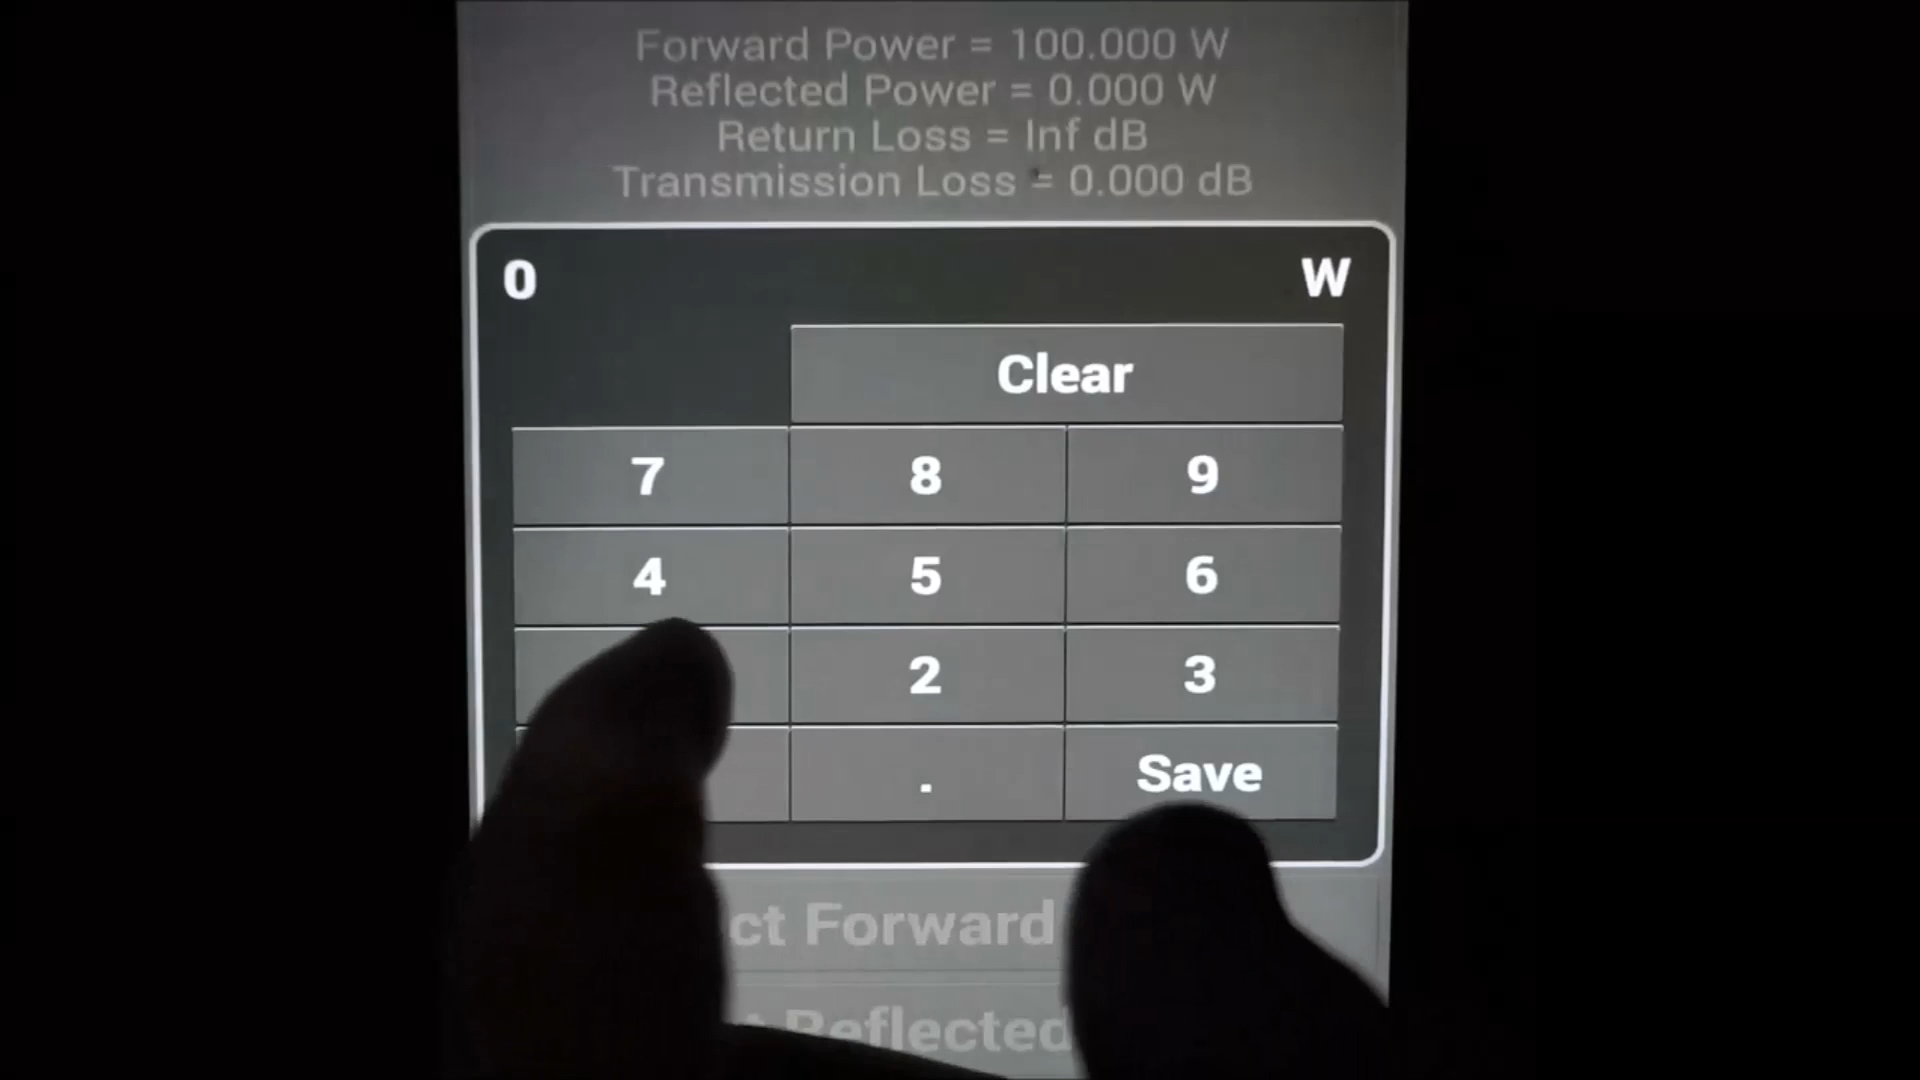 Forward Power = 100.000 W
Reflected Power = 0.000 W
Return Loss = Inf dB
Transmission Loss = 0.000 dB
0 W
Clear
7 8 9
4 5 6
2 3
. Save
Forward
Reflected